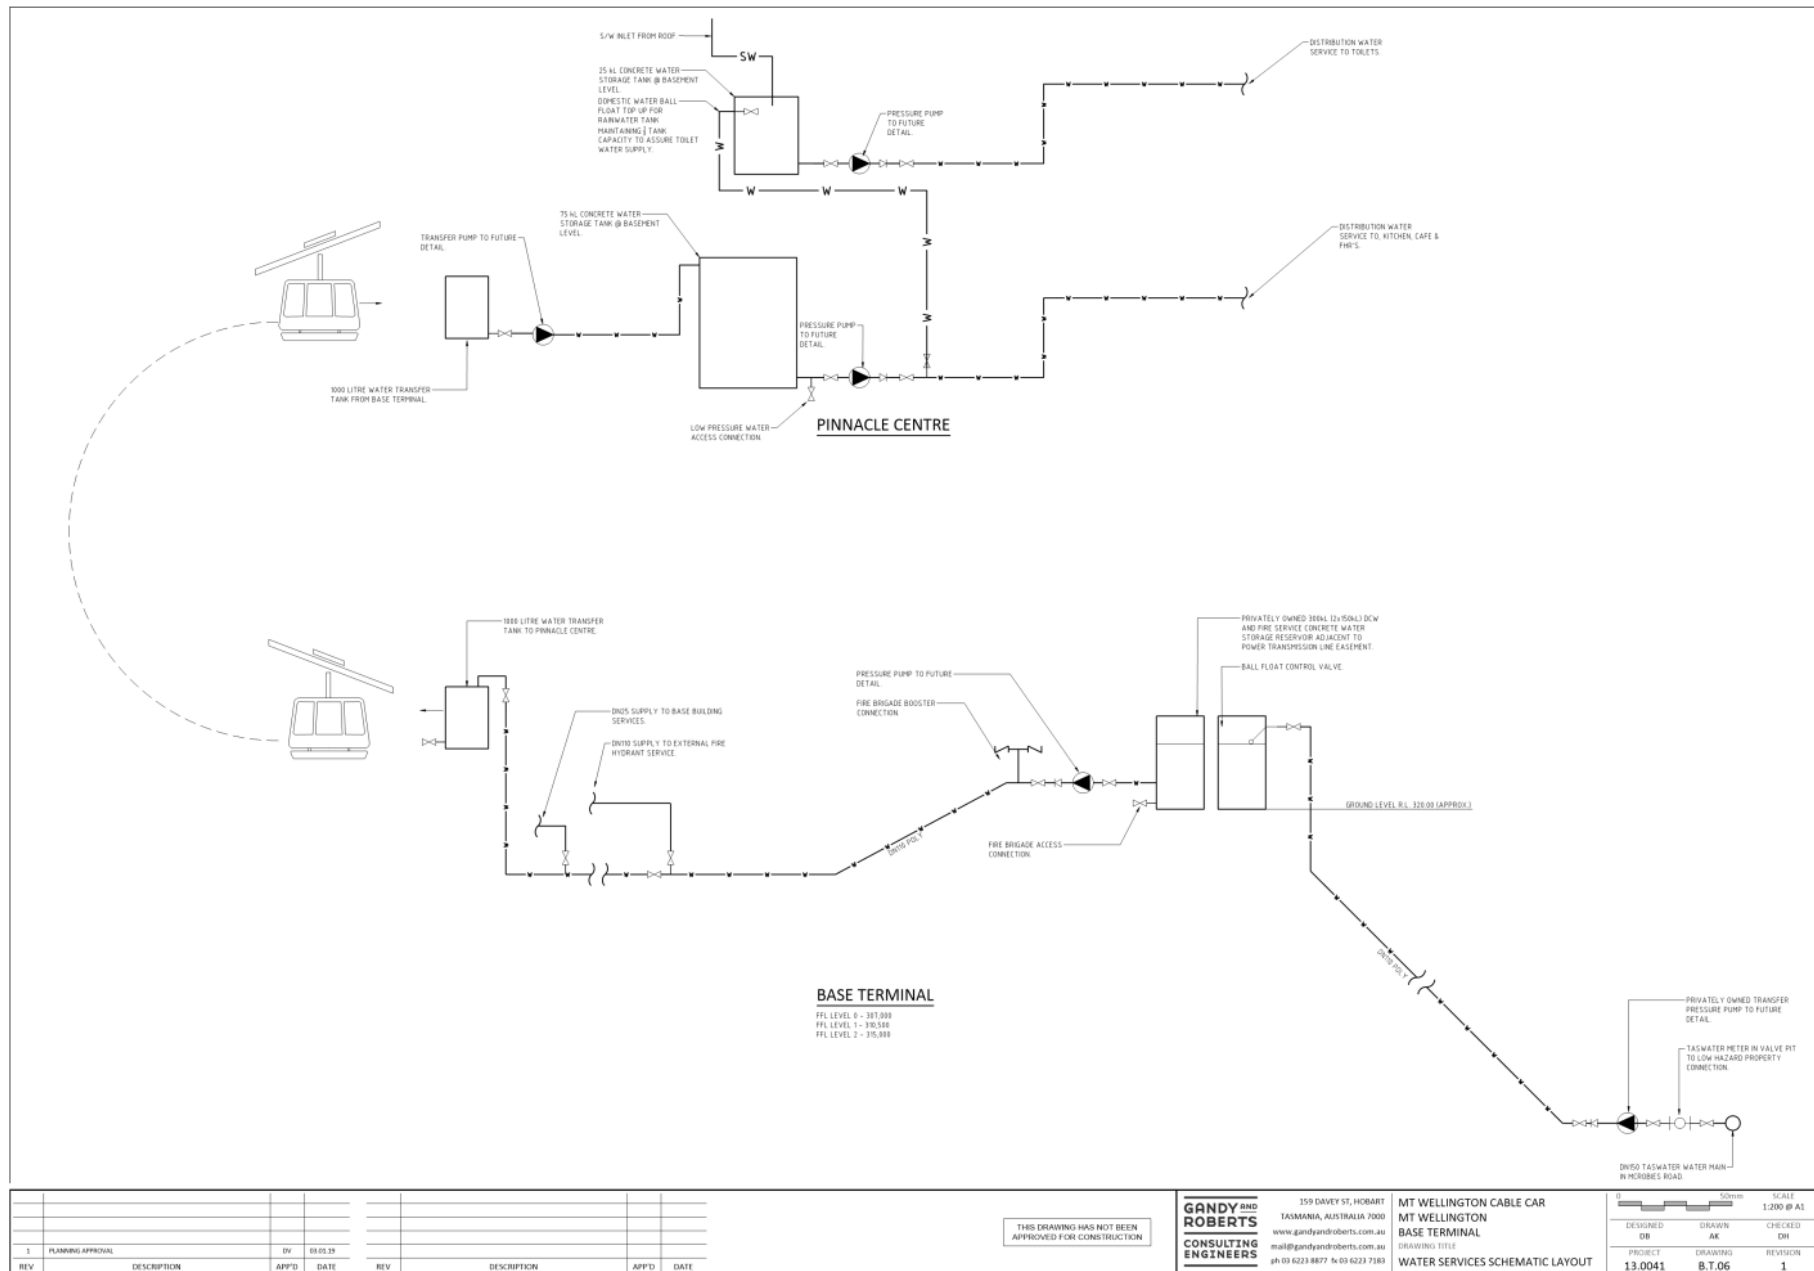 S/W INLET FROM ROOF.
SW
25 kL CONCRETE WATER
STORAGE TANK @ BASEMENT
LEVEL.
DOMESTIC WATER BALL
FLOAT TOP UP FOR
RAINWATER TANK
MAINTAINING TANK
CAPACITY TO ASSURE TOILET
WATER SUPPLY.
PRESSURE PUMP
TO FUTURE
DETAIL.
DISTRIBUTION WATER
SERVICE TO TOILETS.
W
W W W
W
W
75 kL CONCRETE WATER
STORAGE TANK @ BASEMENT
LEVEL.
TRANSFER PUMP TO FUTURE
DETAIL.
DISTRIBUTION WATER
SERVICE TO, KITCHEN, CAFE &
FHR'S.
PRESSURE PUMP
TO FUTURE
DETAIL.
1000 LITRE WATER TRANSFER
TANK FROM BASE TERMINAL.
LOW PRESSURE WATER
ACCESS CONNECTION.
PINNACLE CENTRE
1000 LITRE WATER TRANSFER
TANK TO PINNACLE CENTRE.
DN25 SUPPLY TO BASE BUILDING
SERVICES.
DN110 SUPPLY TO EXTERNAL FIRE
HYDRANT SERVICE.
PRESSURE PUMP TO FUTURE
DETAIL.
FIRE BRIGADE BOOSTER
CONNECTION.
PRIVATELY OWNED 300kL (2x150kL) DCW
AND FIRE SERVICE CONCRETE WATER
STORAGE RESERVOIR ADJACENT TO
POWER TRANSMISSION LINE EASEMENT.
BALL FLOAT CONTROL VALVE.
GROUND LEVEL R.L. 320.00 (APPROX.)
FIRE BRIGADE ACCESS
CONNECTION.
DN110 POLY
DN110 POLY
BASE TERMINAL
FFL LEVEL 0 - 307,000
FFL LEVEL 1 - 310,500
FFL LEVEL 2 - 315,000
PRIVATELY OWNED TRANSFER
PRESSURE PUMP TO FUTURE
DETAIL.
TASWATER METER IN VALVE PIT
TO LOW HAZARD PROPERTY
CONNECTION.
DN150 TASWATER WATER MAIN
IN MCROBIES ROAD.
1 PLANNING APPROVAL DV 03.01.19
REV DESCRIPTION APP'D DATE
REV DESCRIPTION APP'D DATE
THIS DRAWING HAS NOT BEEN
APPROVED FOR CONSTRUCTION
GANDY AND
ROBERTS
CONSULTING
ENGINEERS
159 DAVEY ST, HOBART
TASMANIA, AUSTRALIA 7000
www.gandyandroberts.com.au
mail@gandyandroberts.com.au
ph 03 6223 8877 fx 03 6223 7183
MT WELLINGTON CABLE CAR
MT WELLINGTON
BASE TERMINAL
DRAWING TITLE
WATER SERVICES SCHEMATIC LAYOUT
0 50mm
SCALE
1:200 @ A1
DESIGNED DRAWN CHECKED
DB AK DH
PROJECT DRAWING REVISION
13.0041 B.T.06 1